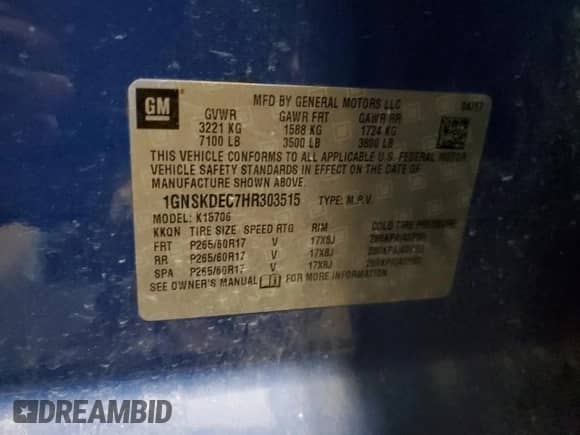 GM
MFD BY GENERAL MOTORS LLC 04/17
GVWR GAWR FRT GAWR RR
3221 KG 1588 KG 1724 KG
7100 LB 3500 LB 3800 LB
THIS VEHICLE CONFORMS TO ALL APPLICABLE U.S. FEDERAL MOTOR
VEHICLE SAFETY STANDARDS IN EFFECT ON THE DATE OF
MANUFACTURE SHOWN ABOVE.
1GNSKDEC7HR303515 TYPE: M.P.V.
MODEL: K15706
KKQN TIRE SIZE SPEED RTG RIM COLD TIRE PRESSURE
FRT P265/60R17 V 17X8J
RR P265/60R17 V 17X8J
SPA P265/60R17 V 17X8J
SEE OWNER'S MANUAL FOR MORE INFORMATION
DREAMBID